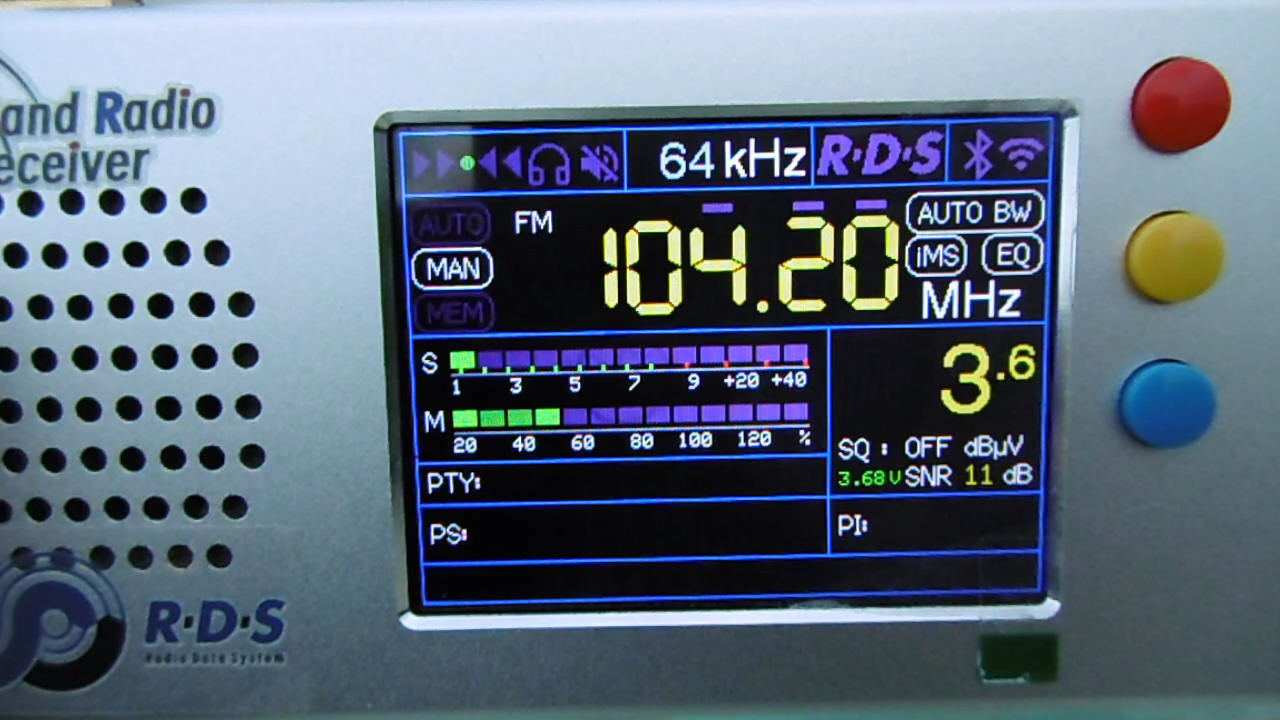 and Radio
eceiver
64 kHz R·D·S
AUTO FM 104.20 AUTO BW
MAN iMS EQ
MEM MHz
S
1 3 5 7 9 +20 +40
M
20 40 60 80 100 120 %
3.6
SQ : OFF dBµV
3.68V SNR 11 dB
PTY:
PS: PI:
R·D·S
Radio Data System